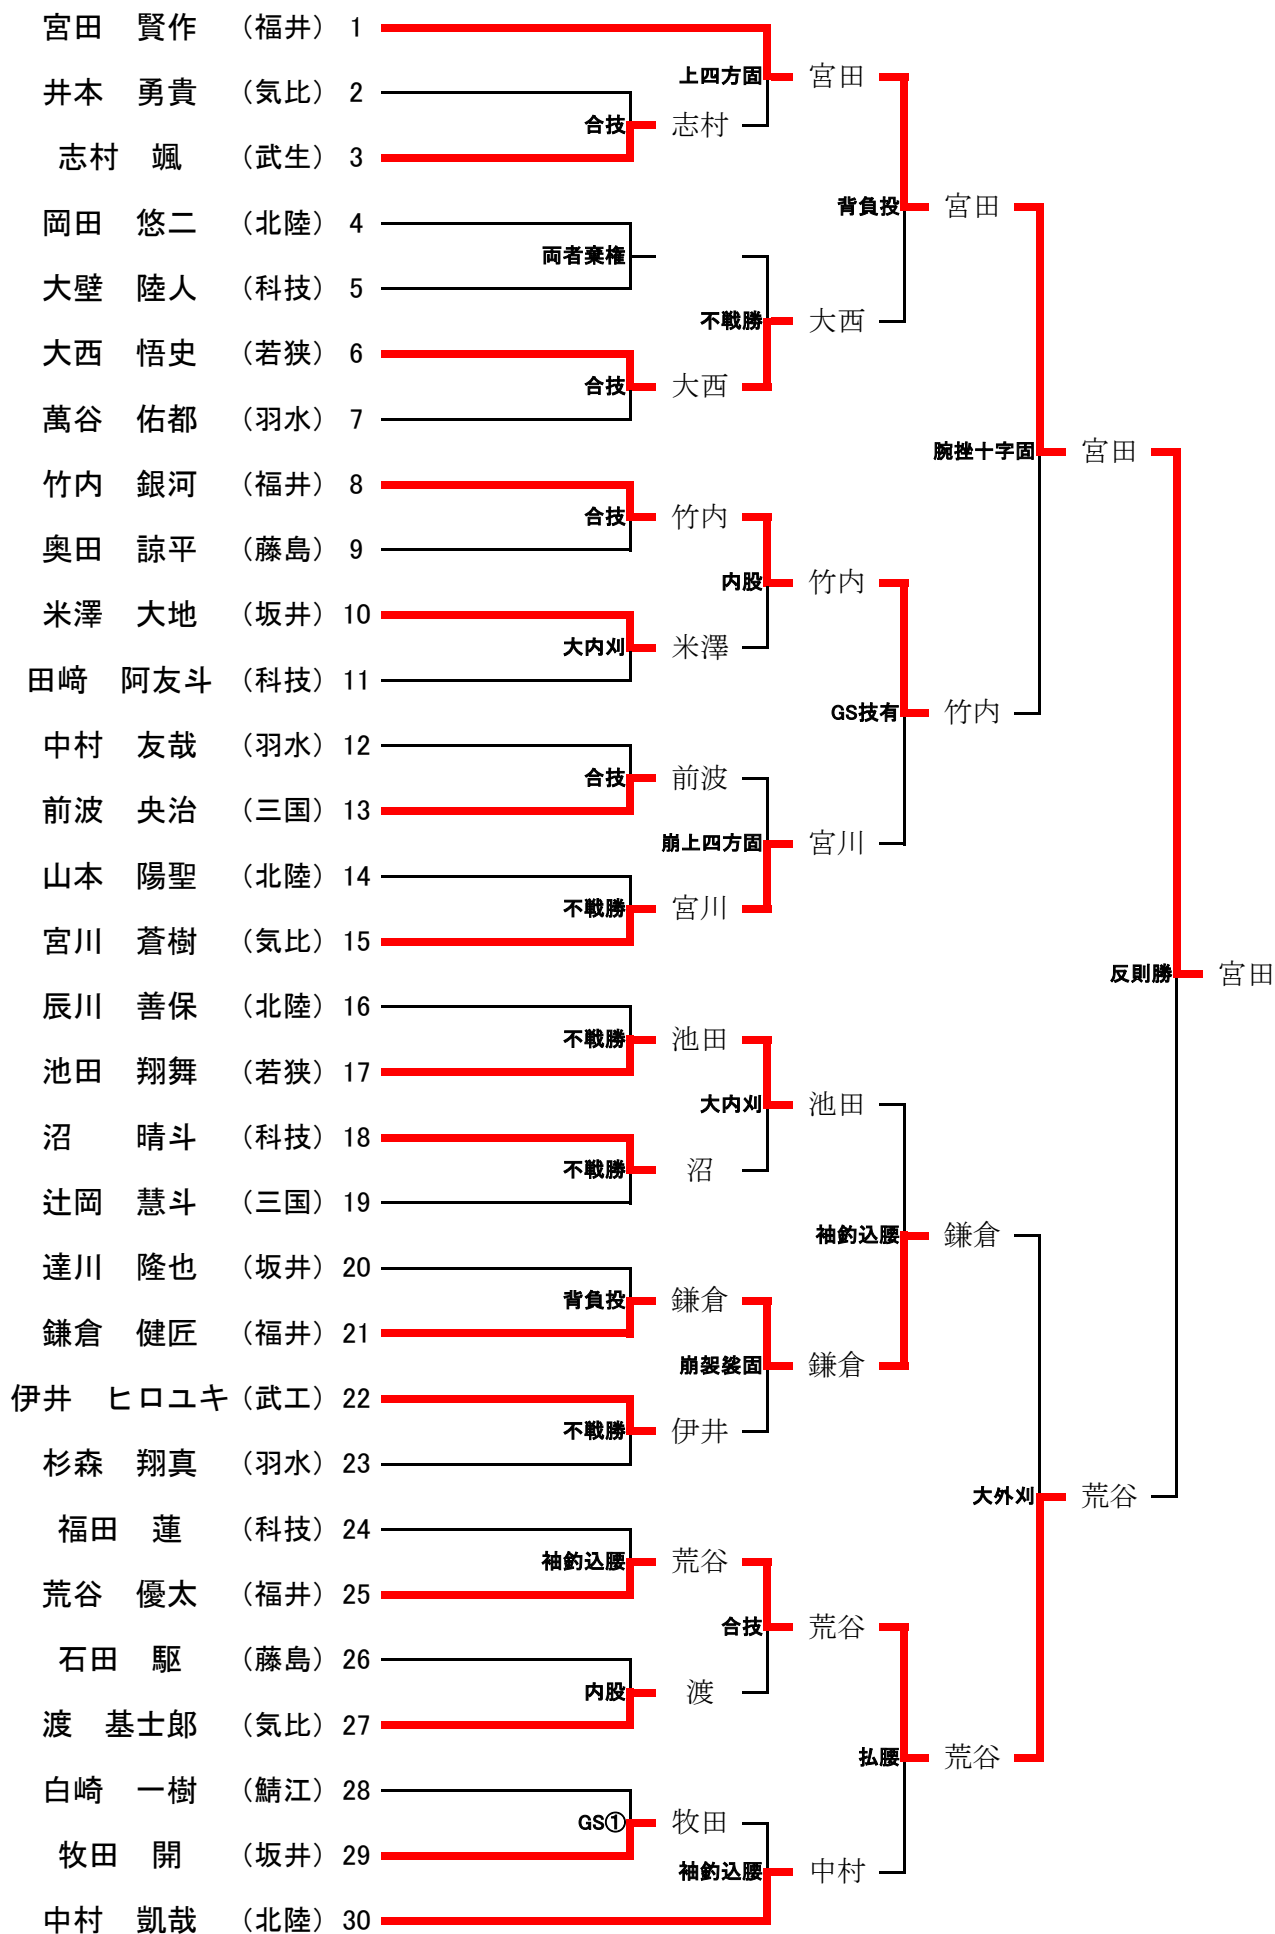 宮田　賢作　（福井） 1
上四方固 宮田
井本　勇貴　（気比） 2
合技 志村
志村　颯　（武生） 3
背負投 宮田
岡田　悠二　（北陸） 4
両者棄権
大壁　陸人　（科技） 5
不戦勝 大西
大西　悟史　（若狭） 6
合技 大西
萬谷　佑都　（羽水） 7
腕挫十字固 宮田
竹内　銀河　（福井） 8
合技 竹内
奥田　諒平　（藤島） 9
内股 竹内
米澤　大地　（坂井） 10
大内刈 米澤
田﨑　阿友斗　（科技） 11
GS技有 竹内
中村　友哉　（羽水） 12
合技 前波
前波　央治　（三国） 13
崩上四方固 宮川
山本　陽聖　（北陸） 14
不戦勝 宮川
宮川　蒼樹　（気比） 15
反則勝 宮田
辰川　善保　（北陸） 16
不戦勝 池田
池田　翔舞　（若狭） 17
大内刈 池田
沼　　晴斗　（科技） 18
不戦勝 沼
辻岡　慧斗　（三国） 19
袖釣込腰 鎌倉
達川　隆也　（坂井） 20
背負投 鎌倉
鎌倉　健匠　（福井） 21
崩袈裟固 鎌倉
伊井　ヒロユキ（武工） 22
不戦勝 伊井
杉森　翔真　（羽水） 23
大外刈 荒谷
福田　蓮　（科技） 24
袖釣込腰 荒谷
荒谷　優太　（福井） 25
合技 荒谷
石田　駆　（藤島） 26
内股 渡
渡　基士郎　（気比） 27
払腰 荒谷
白崎　一樹　（鯖江） 28
GS① 牧田
牧田　開　（坂井） 29
袖釣込腰 中村
中村　凱哉　（北陸） 30